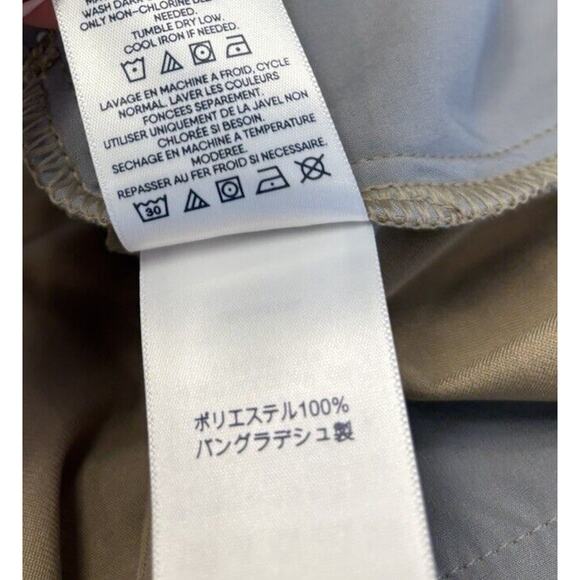 WASH DARK
ONLY NON-CHLORINE
NEEDED.
TUMBLE DRY LOW.
COOL IRON IF NEEDED.
LAVAGE EN MACHINE A FROID, CYCLE
NORMAL, LAVER LES COULEURS
FONCEES SEPAREMENT.
UTILISER UNIQUEMENT DE LA JAVEL NON
CHLORÉE SI BESOIN.
SECHAGE EN MACHINE A TEMPERATURE
MODEREE.
REPASSER AU FER FROID SI NECESSAIRE.
30
ポリエステル100%
バングラデシュ製